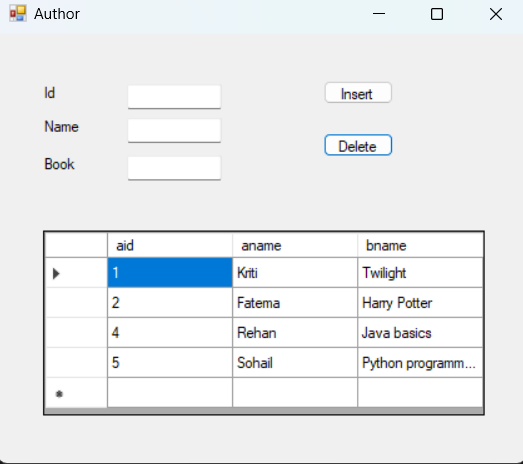 Author
Id
Insert
Name
Delete
Book
aid aname bname
1 Kriti Twilight
2 Fatema Harry Potter
4 Rehan Java basics
5 Sohail Python programm...